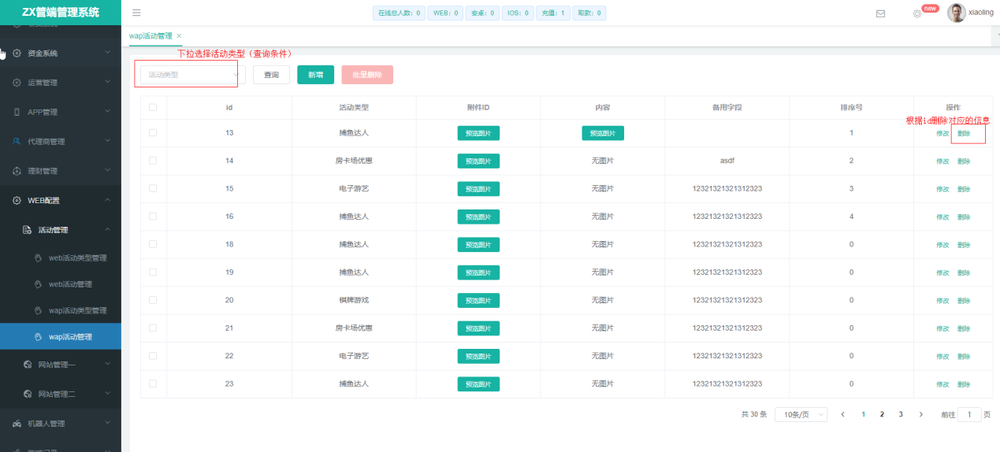 ZX管端管理系统
在线总人数：0 WEB：0 安卓：0 IOS：0 充值：1 取款：0
new
xiaoling
wap活动管理 ×
资金系统
运营管理
APP管理
代理商管理
理财管理
WEB配置
活动管理
web活动类型管理
web活动管理
wap活动类型管理
wap活动管理
网站管理一
网站管理二
机器人管理
下拉选择活动类型（查询条件）
活动类型 查询 新增 批量删除
id 活动类型 附件ID 内容 备用字段 排序号 操作
根据id删除对应的信息
13 捕鱼达人 预览图片 预览图片 1 修改 删除
14 房卡场优惠 预览图片 无图片 asdf 2 修改 删除
15 电子游艺 预览图片 无图片 12321321321312323 3 修改 删除
16 捕鱼达人 预览图片 无图片 12321321321312323 4 修改 删除
18 捕鱼达人 预览图片 无图片 12321321321312323 0 修改 删除
19 捕鱼达人 预览图片 无图片 12321321321312323 0 修改 删除
20 棋牌游戏 预览图片 无图片 12321321321312323 0 修改 删除
21 房卡场优惠 预览图片 无图片 12321321321312323 0 修改 删除
22 电子游艺 预览图片 无图片 12321321321312323 0 修改 删除
23 捕鱼达人 预览图片 无图片 12321321321312323 0 修改 删除
共 30 条 10条/页 1 2 3 前往 1 页